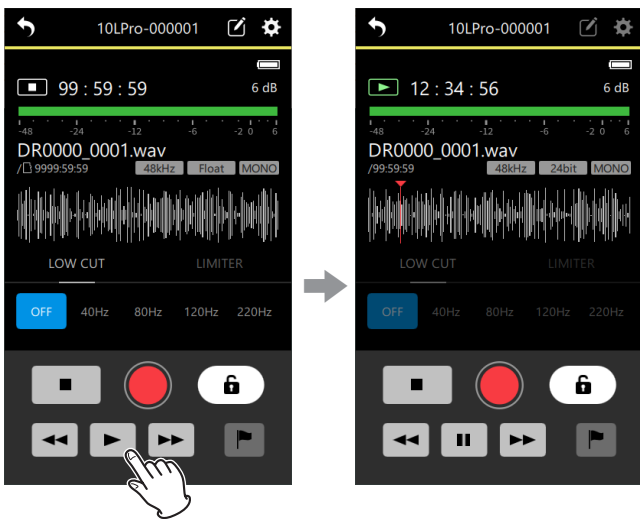 10LPro-000001
99 : 59 : 59
6 dB
-48 -24 -12 -6 -2 0 6
DR0000_0001.wav
/ 9999:59:59 48kHz Float MONO
LOW CUT LIMITER
OFF 40Hz 80Hz 120Hz 220Hz
10LPro-000001
12 : 34 : 56
6 dB
-48 -24 -12 -6 -2 0 6
DR0000_0001.wav
/99:59:59 48kHz 24bit MONO
LOW CUT LIMITER
OFF 40Hz 80Hz 120Hz 220Hz